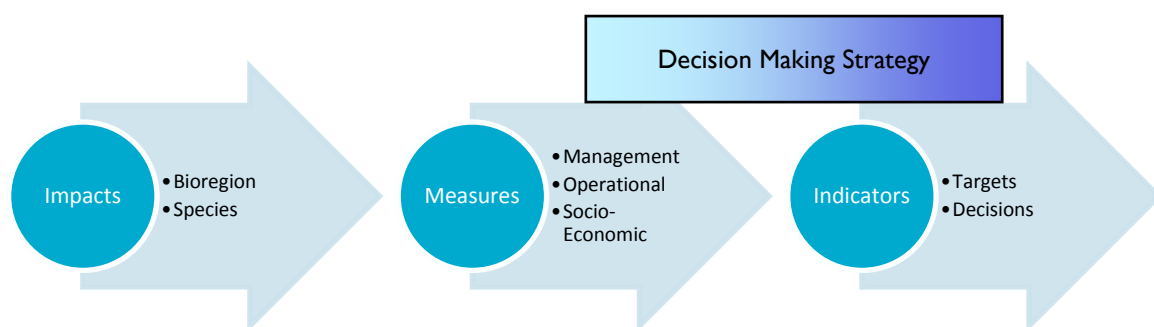 Decision Making Strategy
Impacts
•Bioregion
•Species
Measures
•Management
•Operational
•Socio-
Economic
Indicators
•Targets
•Decisions